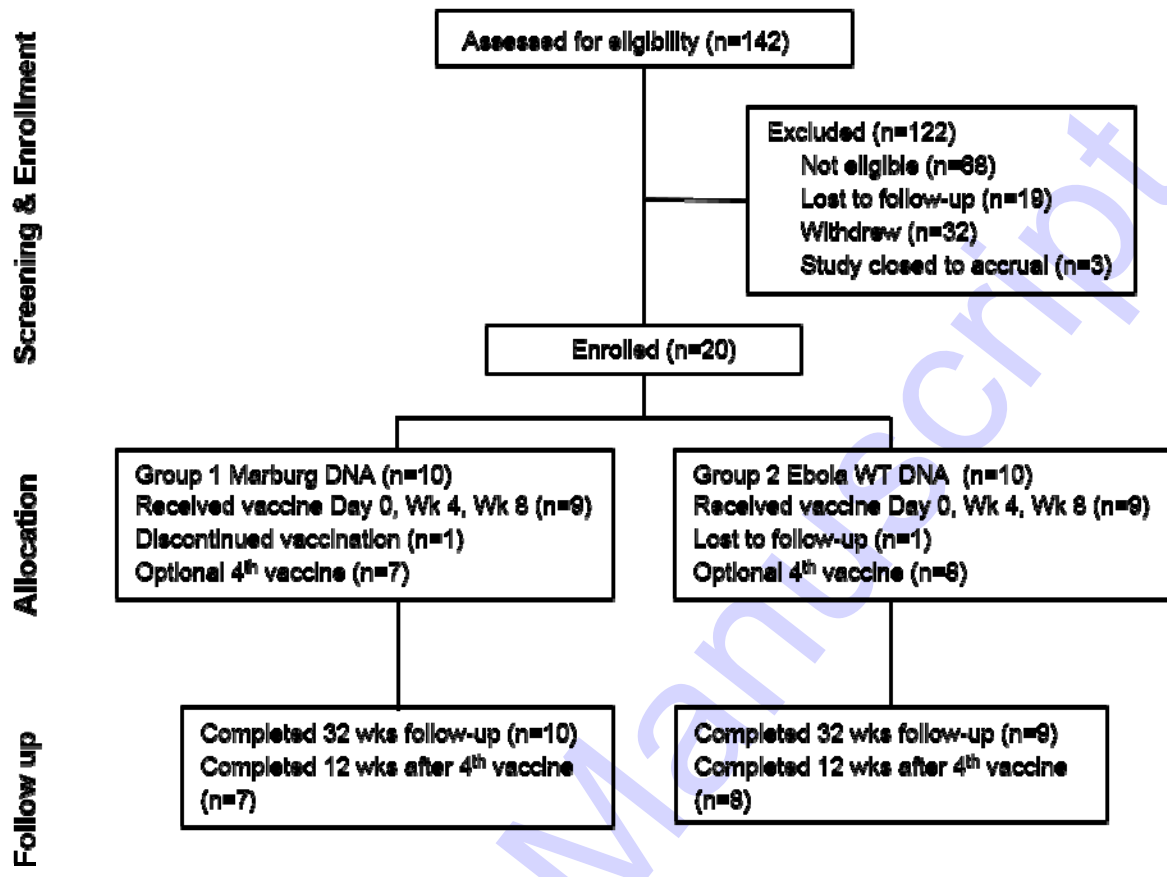 Screening & Enrollment
Assessed for eligibility (n=142)
Excluded (n=122)
Not eligible (n=68)
Lost to follow-up (n=19)
Withdrew (n=32)
Study closed to accrual (n=3)
Enrolled (n=20)
Allocation
Group 1 Marburg DNA (n=10)
Received vaccine Day 0, Wk 4, Wk 8 (n=9)
Discontinued vaccination (n=1)
Optional 4th vaccine (n=7)
Group 2 Ebola WT DNA (n=10)
Received vaccine Day 0, Wk 4, Wk 8 (n=9)
Lost to follow-up (n=1)
Optional 4th vaccine (n=8)
Follow up
Completed 32 wks follow-up (n=10)
Completed 12 wks after 4th vaccine
(n=7)
Completed 32 wks follow-up (n=9)
Completed 12 wks after 4th vaccine
(n=8)
Manuscript